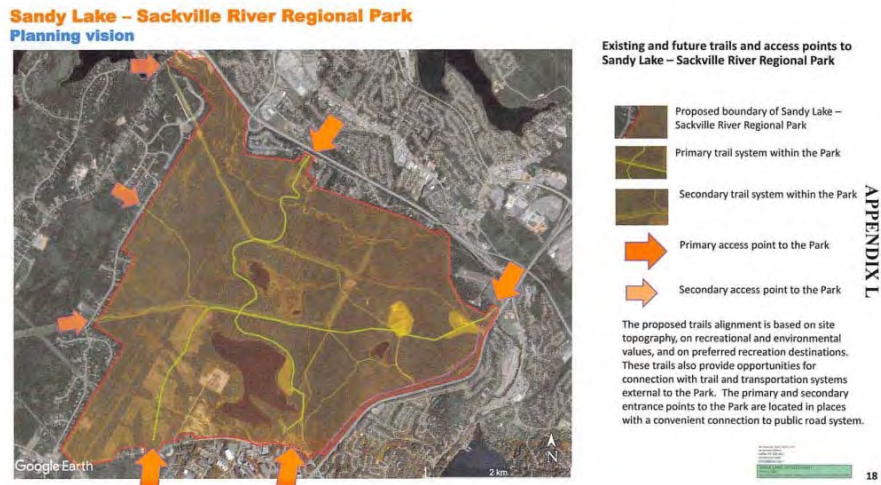 Sandy Lake – Sackville River Regional Park
Planning vision
Existing and future trails and access points to
Sandy Lake – Sackville River Regional Park
Proposed boundary of Sandy Lake –
Sackville River Regional Park
Primary trail system within the Park
Secondary trail system within the Park
Primary access point to the Park
Secondary access point to the Park
The proposed trails alignment is based on site
topography, on recreational and environmental
values, and on preferred recreation destinations.
These trails also provide opportunities for
connection with trail and transportation systems
external to the Park. The primary and secondary
entrance points to the Park are located in places
with a convenient connection to public road system.
APPENDIX L
Google Earth
N
2 km
18